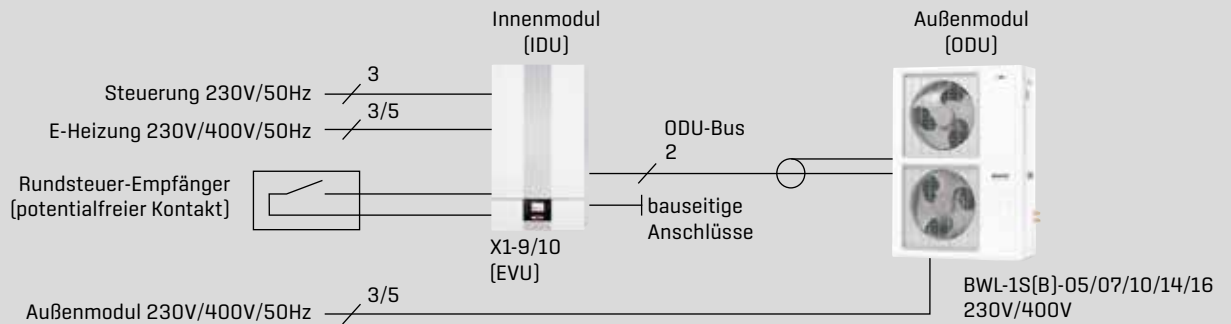 Innenmodul
(IDU)
Außenmodul
(ODU)
Steuerung 230V/50Hz
3
E-Heizung 230V/400V/50Hz
3/5
ODU-Bus
2
Rundsteuer-Empfänger
(potentialfreier Kontakt)
bauseitige
Anschlüsse
X1-9/10
(EVU)
Außenmodul 230V/400V/50Hz
3/5
BWL-1S(B)-05/07/10/14/16
230V/400V